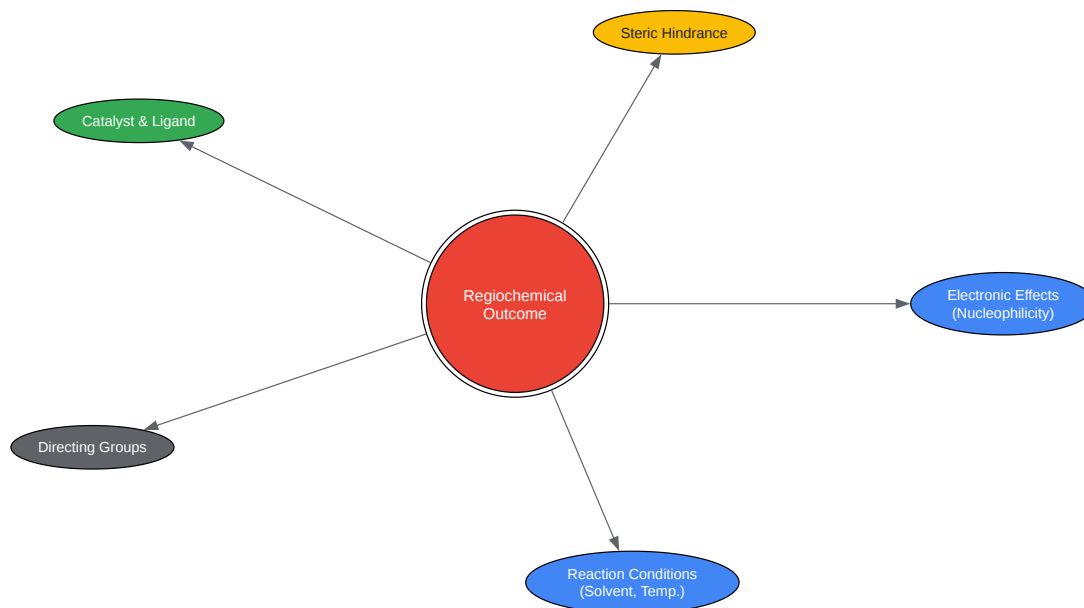 Steric Hindrance
Catalyst & Ligand
Regiochemical
Outcome
Electronic Effects
(Nucleophilicity)
Directing Groups
Reaction Conditions
(Solvent, Temp.)